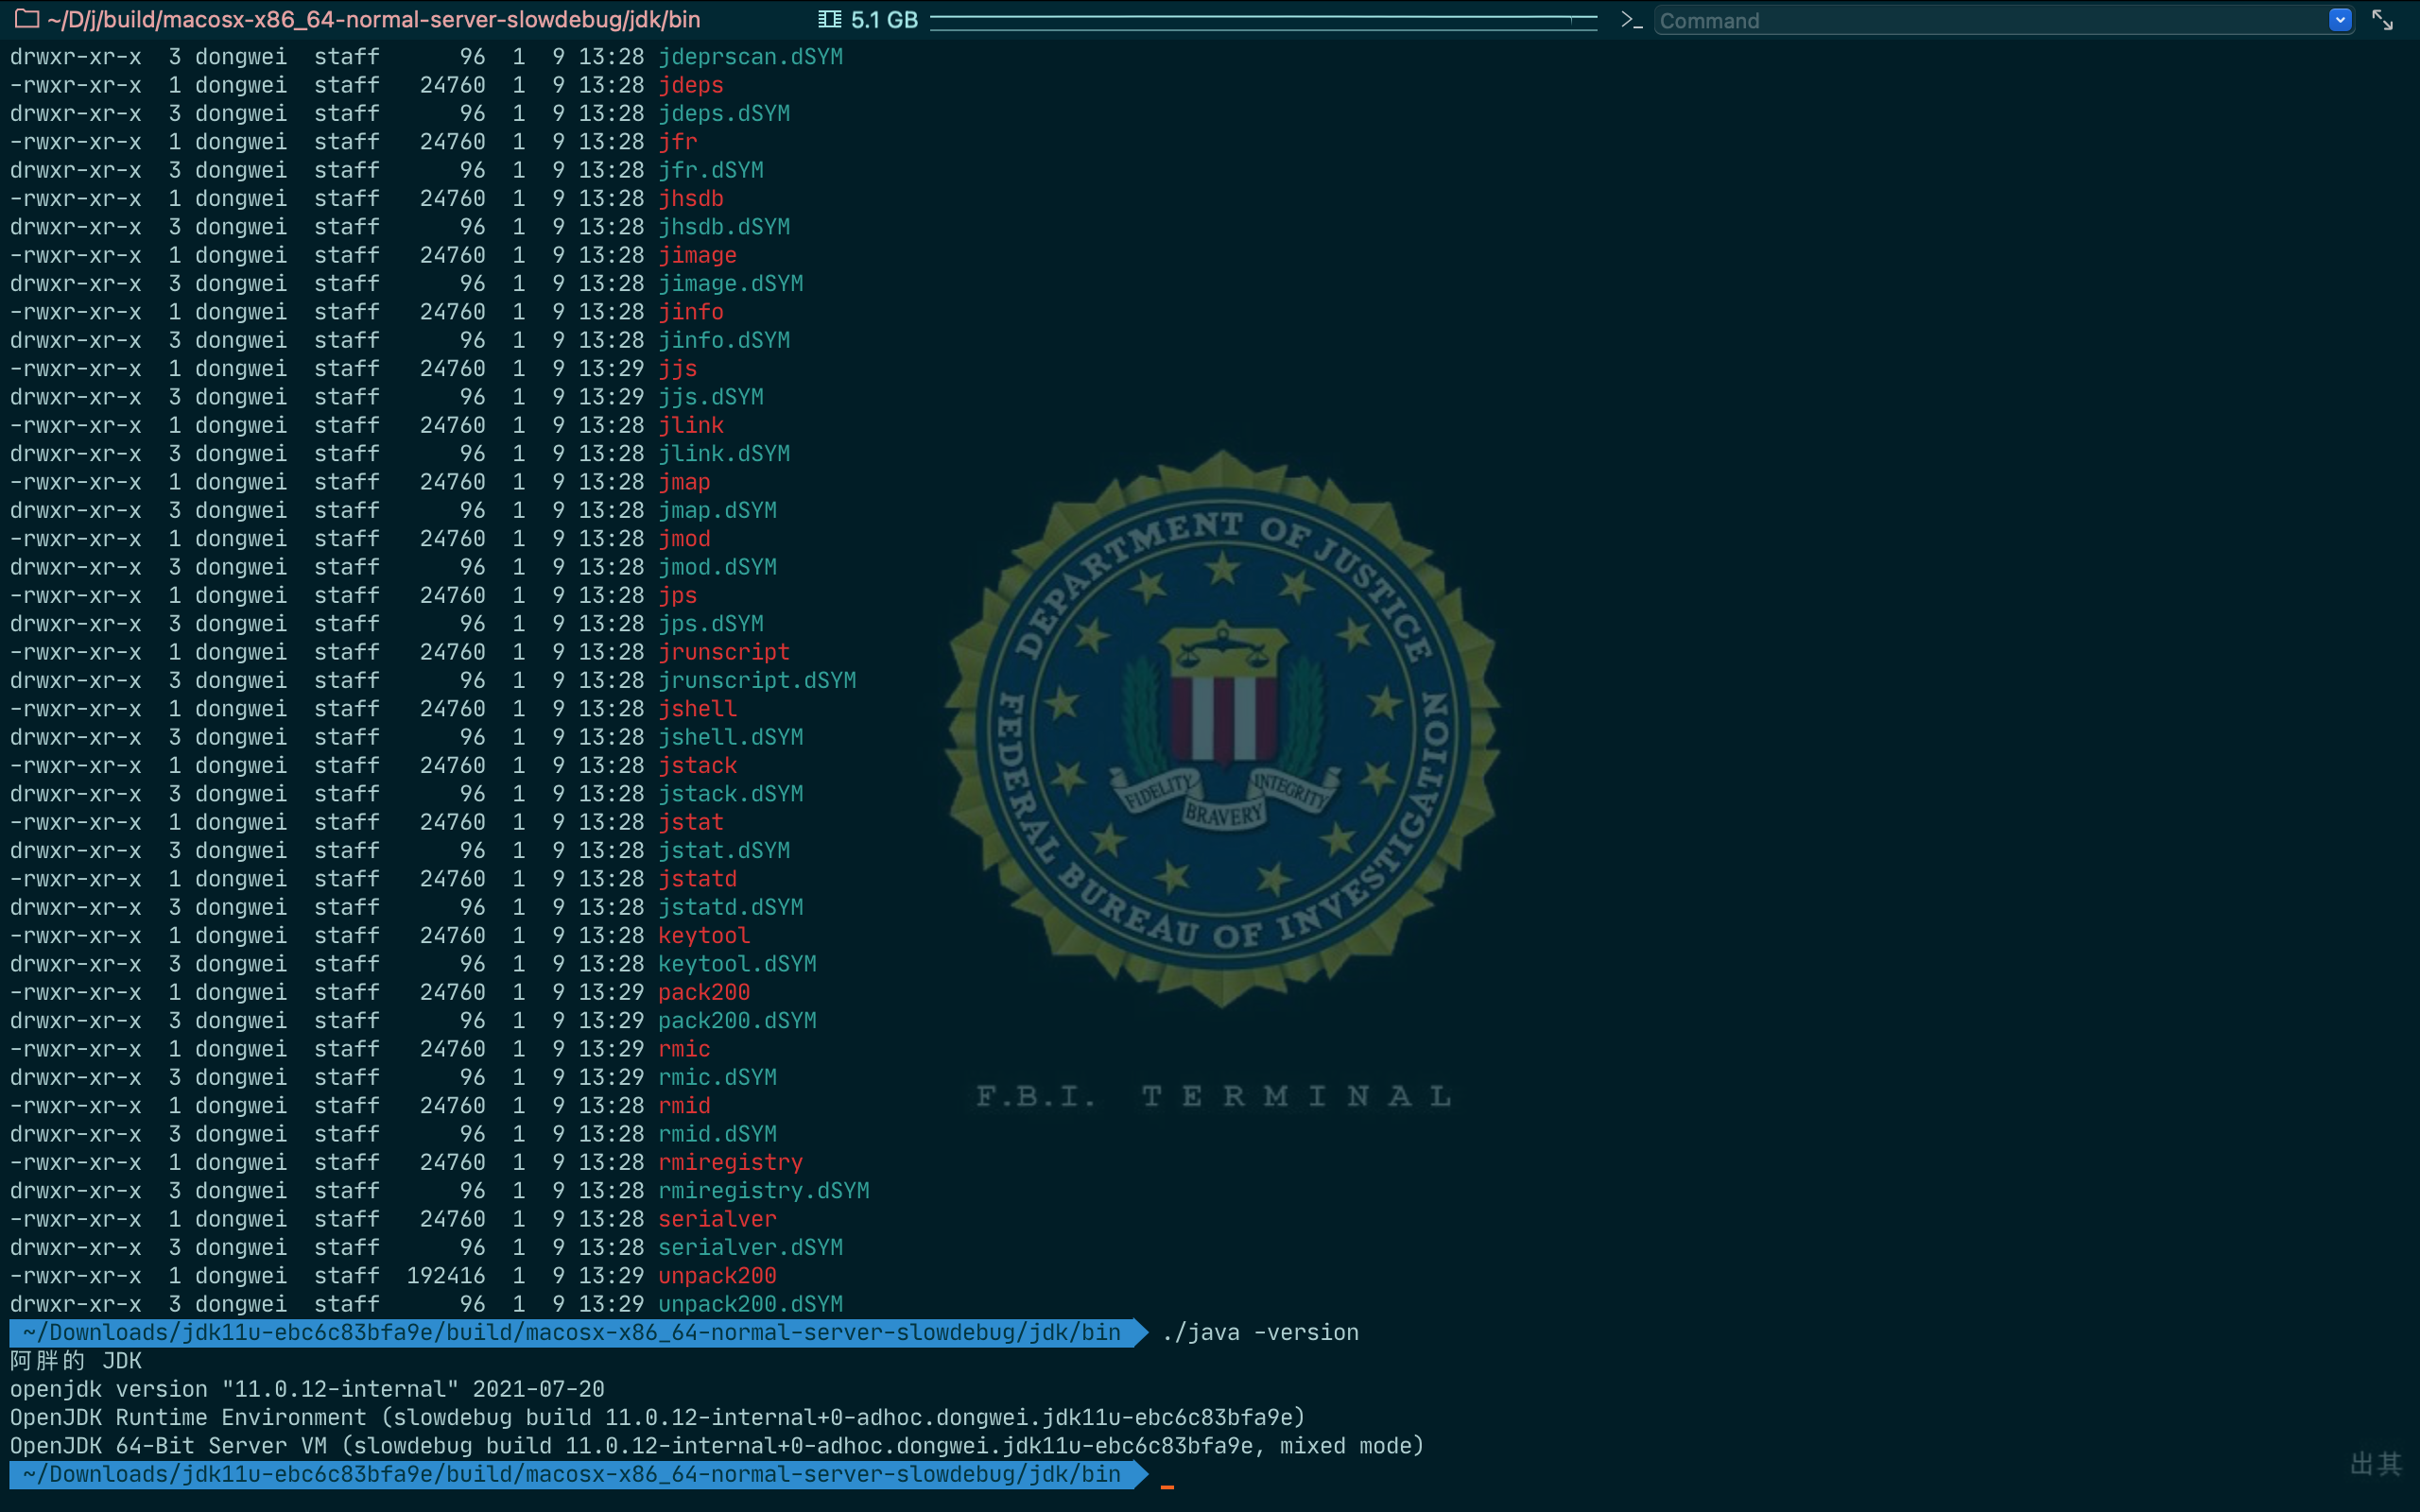 ~/D/j/build/macosx-x86_64-normal-server-slowdebug/jdk/bin 5.1 GB >_ Command
drwxr-xr-x  3 dongwei  staff      96  1  9 13:28 jdeprscan.dSYM
-rwxr-xr-x  1 dongwei  staff   24760  1  9 13:28 jdeps
drwxr-xr-x  3 dongwei  staff      96  1  9 13:28 jdeps.dSYM
-rwxr-xr-x  1 dongwei  staff   24760  1  9 13:28 jfr
drwxr-xr-x  3 dongwei  staff      96  1  9 13:28 jfr.dSYM
-rwxr-xr-x  1 dongwei  staff   24760  1  9 13:28 jhsdb
drwxr-xr-x  3 dongwei  staff      96  1  9 13:28 jhsdb.dSYM
-rwxr-xr-x  1 dongwei  staff   24760  1  9 13:28 jimage
drwxr-xr-x  3 dongwei  staff      96  1  9 13:28 jimage.dSYM
-rwxr-xr-x  1 dongwei  staff   24760  1  9 13:28 jinfo
drwxr-xr-x  3 dongwei  staff      96  1  9 13:28 jinfo.dSYM
-rwxr-xr-x  1 dongwei  staff   24760  1  9 13:29 jjs
drwxr-xr-x  3 dongwei  staff      96  1  9 13:29 jjs.dSYM
-rwxr-xr-x  1 dongwei  staff   24760  1  9 13:28 jlink
drwxr-xr-x  3 dongwei  staff      96  1  9 13:28 jlink.dSYM
-rwxr-xr-x  1 dongwei  staff   24760  1  9 13:28 jmap
drwxr-xr-x  3 dongwei  staff      96  1  9 13:28 jmap.dSYM
-rwxr-xr-x  1 dongwei  staff   24760  1  9 13:28 jmod
drwxr-xr-x  3 dongwei  staff      96  1  9 13:28 jmod.dSYM
-rwxr-xr-x  1 dongwei  staff   24760  1  9 13:28 jps
drwxr-xr-x  3 dongwei  staff      96  1  9 13:28 jps.dSYM
-rwxr-xr-x  1 dongwei  staff   24760  1  9 13:28 jrunscript
drwxr-xr-x  3 dongwei  staff      96  1  9 13:28 jrunscript.dSYM
-rwxr-xr-x  1 dongwei  staff   24760  1  9 13:28 jshell
drwxr-xr-x  3 dongwei  staff      96  1  9 13:28 jshell.dSYM
-rwxr-xr-x  1 dongwei  staff   24760  1  9 13:28 jstack
drwxr-xr-x  3 dongwei  staff      96  1  9 13:28 jstack.dSYM
-rwxr-xr-x  1 dongwei  staff   24760  1  9 13:28 jstat
drwxr-xr-x  3 dongwei  staff      96  1  9 13:28 jstat.dSYM
-rwxr-xr-x  1 dongwei  staff   24760  1  9 13:28 jstatd
drwxr-xr-x  3 dongwei  staff      96  1  9 13:28 jstatd.dSYM
-rwxr-xr-x  1 dongwei  staff   24760  1  9 13:28 keytool
drwxr-xr-x  3 dongwei  staff      96  1  9 13:28 keytool.dSYM
-rwxr-xr-x  1 dongwei  staff   24760  1  9 13:29 pack200
drwxr-xr-x  3 dongwei  staff      96  1  9 13:29 pack200.dSYM
-rwxr-xr-x  1 dongwei  staff   24760  1  9 13:29 rmic
drwxr-xr-x  3 dongwei  staff      96  1  9 13:29 rmic.dSYM
-rwxr-xr-x  1 dongwei  staff   24760  1  9 13:28 rmid
drwxr-xr-x  3 dongwei  staff      96  1  9 13:28 rmid.dSYM
-rwxr-xr-x  1 dongwei  staff   24760  1  9 13:28 rmiregistry
drwxr-xr-x  3 dongwei  staff      96  1  9 13:28 rmiregistry.dSYM
-rwxr-xr-x  1 dongwei  staff   24760  1  9 13:28 serialver
drwxr-xr-x  3 dongwei  staff      96  1  9 13:28 serialver.dSYM
-rwxr-xr-x  1 dongwei  staff  192416  1  9 13:29 unpack200
drwxr-xr-x  3 dongwei  staff      96  1  9 13:29 unpack200.dSYM
~/Downloads/jdk11u-ebc6c83bfa9e/build/macosx-x86_64-normal-server-slowdebug/jdk/bin ./java -version
阿胖的 JDK
openjdk version "11.0.12-internal" 2021-07-20
OpenJDK Runtime Environment (slowdebug build 11.0.12-internal+0-adhoc.dongwei.jdk11u-ebc6c83bfa9e)
OpenJDK 64-Bit Server VM (slowdebug build 11.0.12-internal+0-adhoc.dongwei.jdk11u-ebc6c83bfa9e, mixed mode)
~/Downloads/jdk11u-ebc6c83bfa9e/build/macosx-x86_64-normal-server-slowdebug/jdk/bin
DEPARTMENT OF JUSTICE
FEDERAL BUREAU OF INVESTIGATION
FIDELITY
BRAVERY
INTEGRITY
F.B.I. TERMINAL
出其